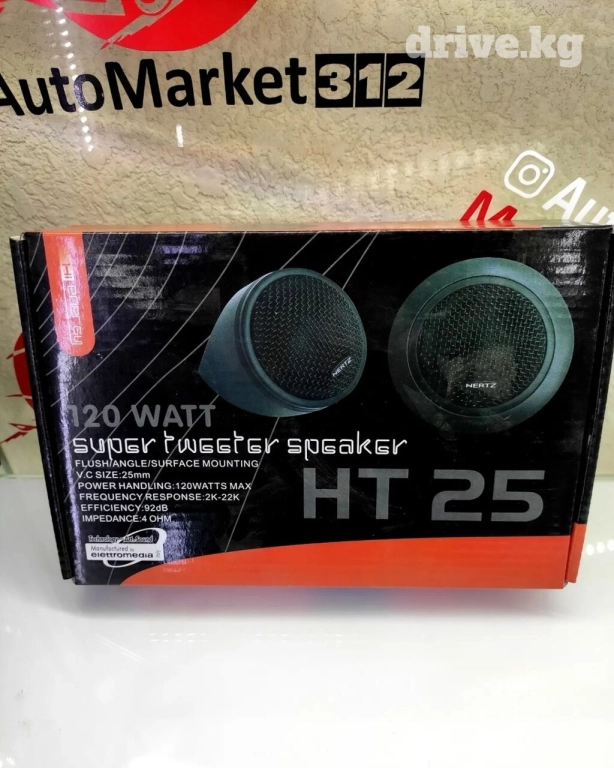 drive.kg
AutoMarket312
Au
HERTZ
HERTZ
120 WATT
super tweeter speaker
FLUSH/ANGLE/SURFACE MOUNTING
V.C SIZE:25mm
POWER HANDLING:120WATTS MAX
FREQUENCY RESPONSE:2K-22K
EFFICIENCY:92dB
IMPEDANCE:4 OHM
HT 25
Manufactured by
elettromedia